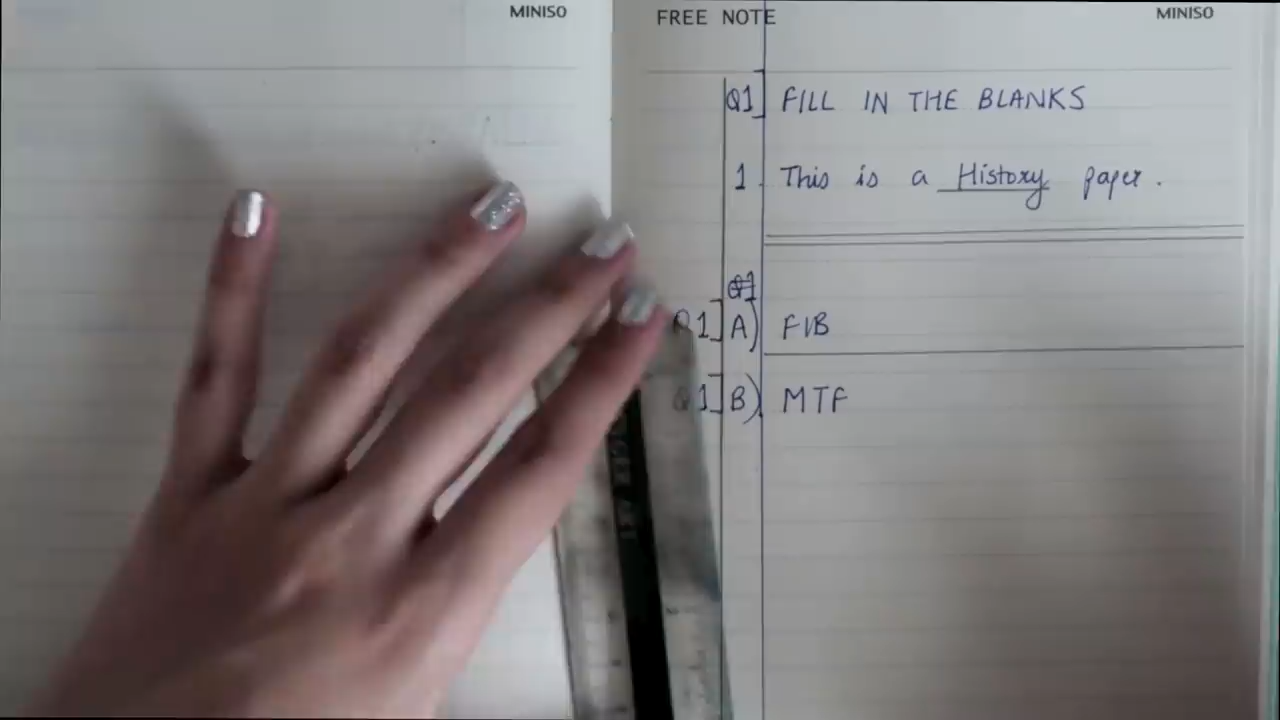 MINISO
FREE NOTE
MINISO
Q1] FILL IN THE BLANKS
1. This is a History paper.
Q1
Q1] A) FIB
Q1] B) MTF